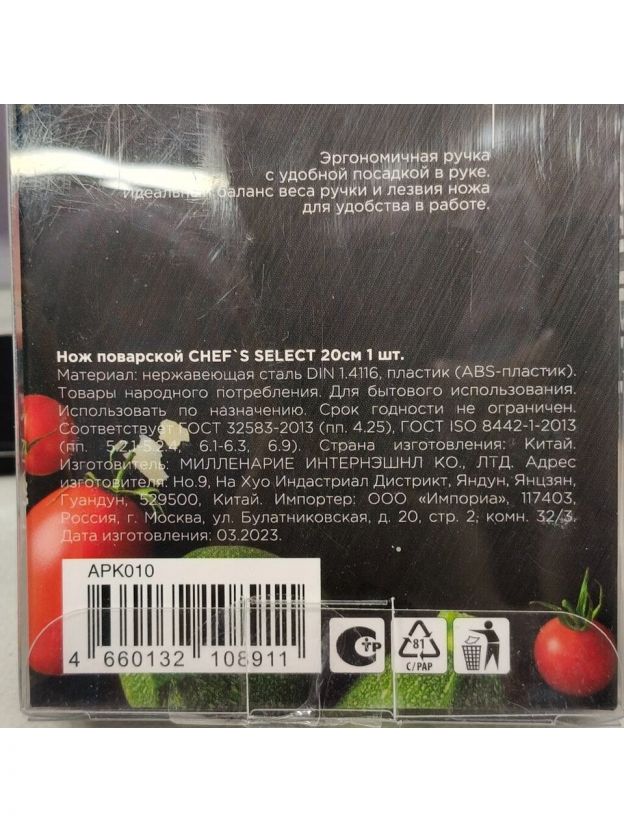 Эргономичная ручка
с удобной посадкой в руке.
Идеальный баланс веса ручки и лезвия ножа
для удобства в работе.
Нож поварской CHEF`S SELECT 20см 1 шт.
Материал: нержавеющая сталь DIN 1.4116, пластик (ABS-пластик).
Товары народного потребления. Для бытового использования.
Использовать по назначению. Срок годности не ограничен.
Соответствует ГОСТ 32583-2013 (пп. 4.25), ГОСТ ISO 8442-1-2013
(пп. 5.2.1-5.2.4, 6.1-6.3, 6.9). Страна изготовления: Китай.
Изготовитель: МИЛЛЕНАРИЕ ИНТЕРНЭШНЛ КО., ЛТД. Адрес
изготовителя: Но.9, На Хуо Индастриал Дистрикт, Яндун, Янцзян,
Гуандун, 529500, Китай. Импортер: ООО «Импориа», 117403,
Россия, г. Москва, ул. Булатниковская, д. 20, стр. 2, комн. 32/3.
Дата изготовления: 03.2023.
APK010
4 660132 108911
СТР
81
C/PAP